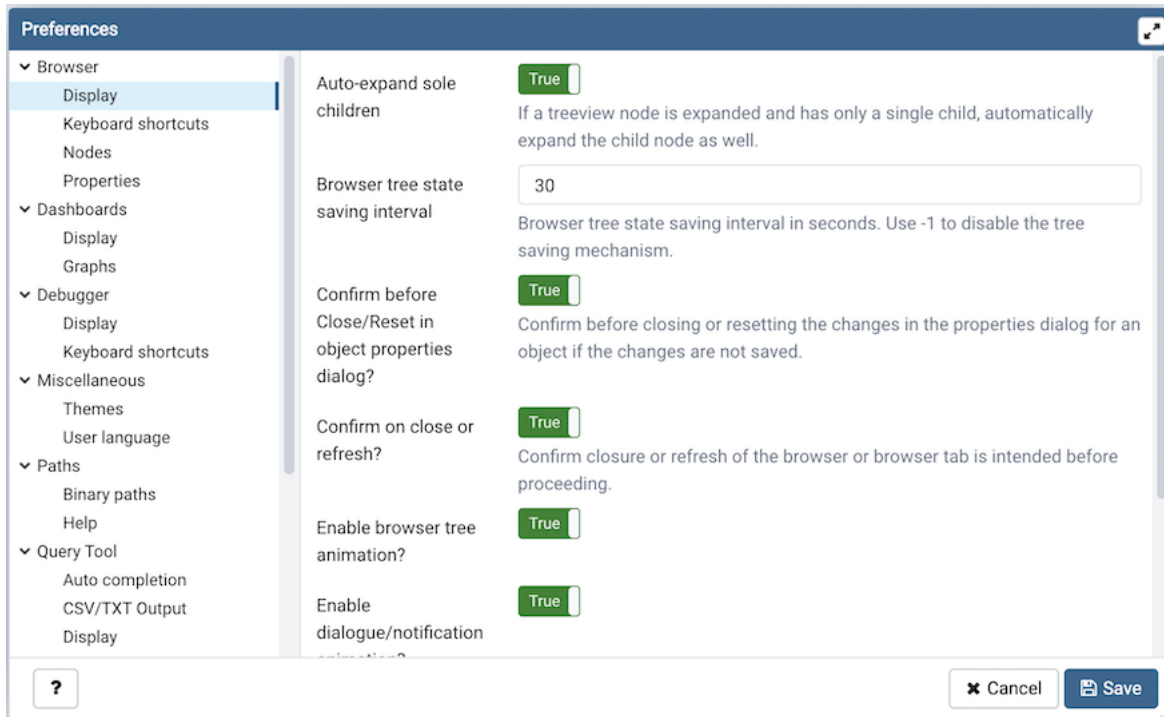 Preferences
Browser
Display
Keyboard shortcuts
Nodes
Properties
Dashboards
Display
Graphs
Debugger
Display
Keyboard shortcuts
Miscellaneous
Themes
User language
Paths
Binary paths
Help
Query Tool
Auto completion
CSV/TXT Output
Display
Auto-expand sole
children
True
If a treeview node is expanded and has only a single child, automatically
expand the child node as well.
Browser tree state
saving interval
30
Browser tree state saving interval in seconds. Use -1 to disable the tree
saving mechanism.
Confirm before
Close/Reset in
object properties
dialog?
True
Confirm before closing or resetting the changes in the properties dialog for an
object if the changes are not saved.
Confirm on close or
refresh?
True
Confirm closure or refresh of the browser or browser tab is intended before
proceeding.
Enable browser tree
animation?
True
Enable
dialogue/notification
True
?
Cancel
Save